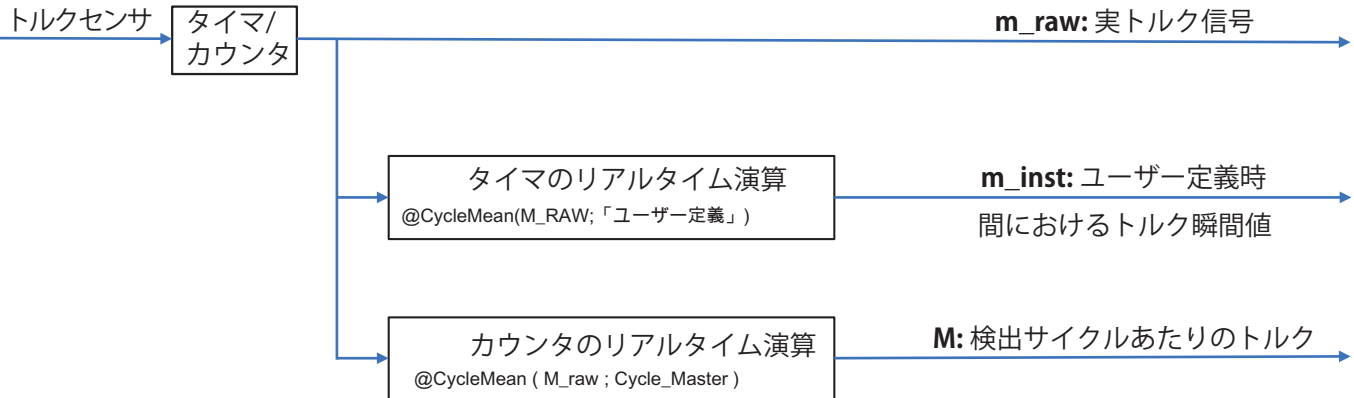 トルクセンサ
タイマ/
カウンタ
m_raw: 実トルク信号
タイマのリアルタイム演算
@CycleMean(M_RAW;「ユーザー定義」)
m_inst: ユーザー定義時
間におけるトルク瞬間値
カウンタのリアルタイム演算
@CycleMean ( M_raw ; Cycle_Master )
M: 検出サイクルあたりのトルク